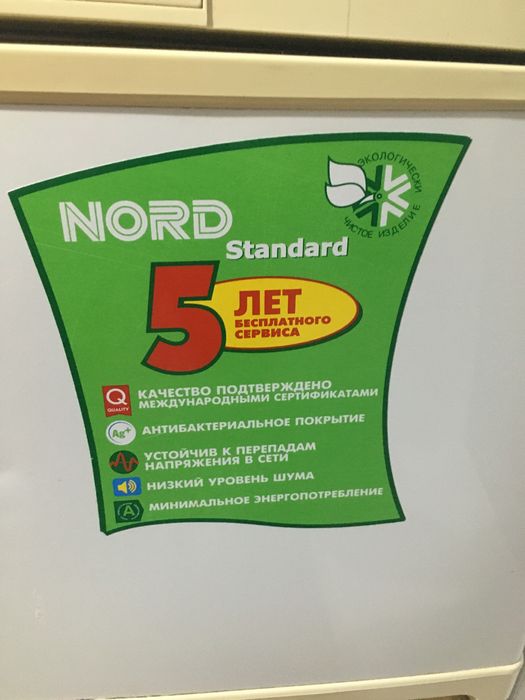 NORD
Standard
ЭКОЛОГИЧЕСКИ
ЧИСТОЕ ИЗДЕЛИЕ
5 ЛЕТ
БЕСПЛАТНОГО
СЕРВИСА
Q
QUALITY
КАЧЕСТВО ПОДТВЕРЖДЕНО
МЕЖДУНАРОДНЫМИ СЕРТИФИКАТАМИ
Ag+
АНТИБАКТЕРИАЛЬНОЕ ПОКРЫТИЕ
УСТОЙЧИВ К ПЕРЕПАДАМ
НАПРЯЖЕНИЯ В СЕТИ
НИЗКИЙ УРОВЕНЬ ШУМА
A
МИНИМАЛЬНОЕ ЭНЕРГОПОТРЕБЛЕНИЕ